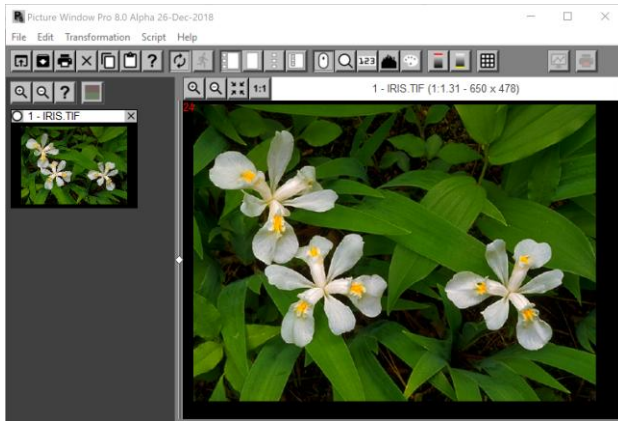 Picture Window Pro 8.0 Alpha 26-Dec-2018
File Edit Transformation Script Help
? 123
? 1:1 1 - IRIS.TIF (1:1.31 - 650 x 478)
1 - IRIS.TIF
24